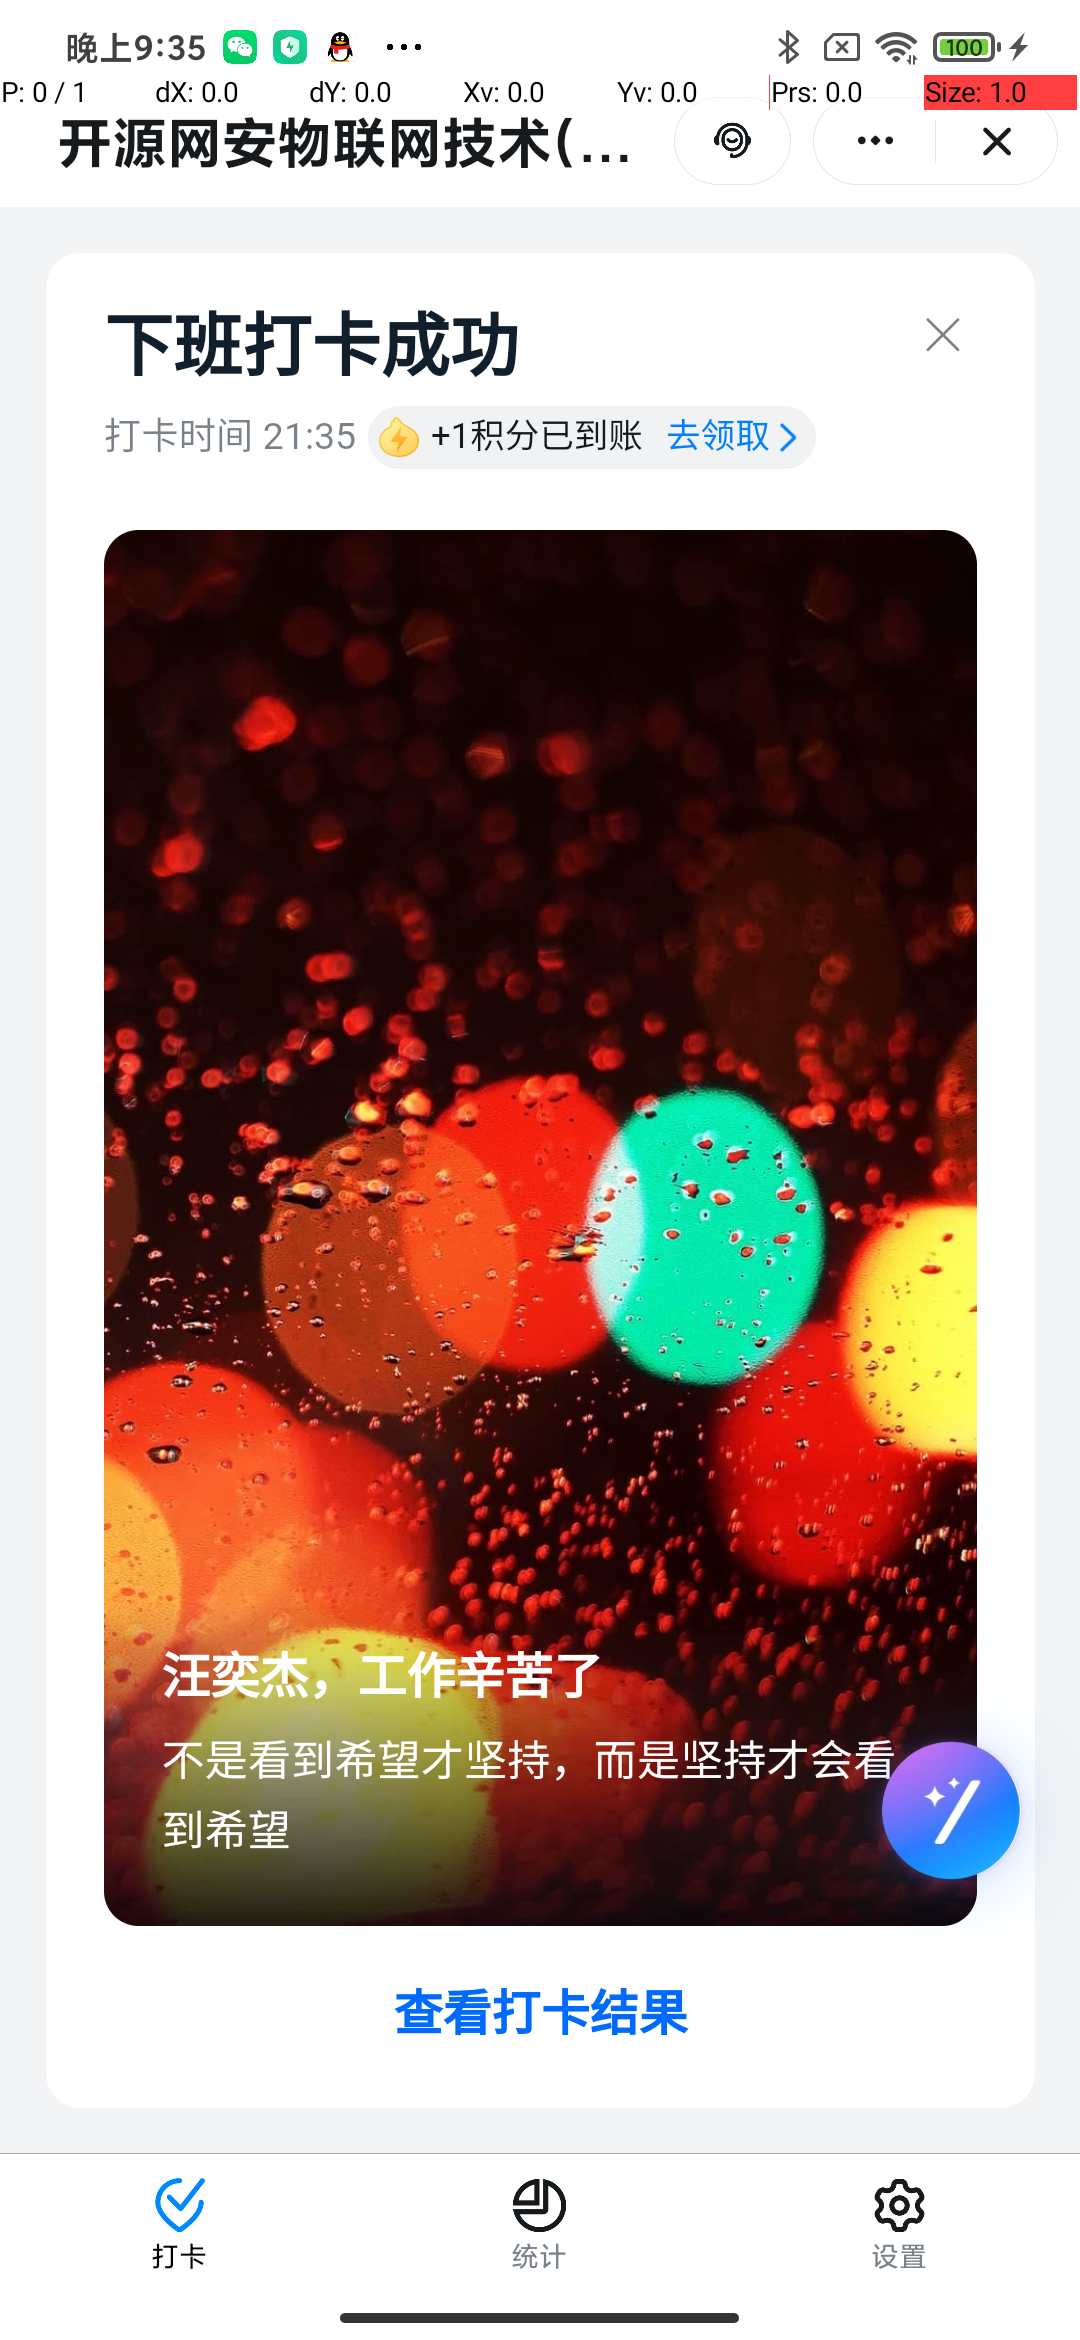 晚上9:35
100
P: 0 / 1 dX: 0.0 dY: 0.0 Xv: 0.0 Yv: 0.0 Prs: 0.0 Size: 1.0
开源网安物联网技术(...
下班打卡成功
打卡时间 21:35 +1积分已到账 去领取
汪奕杰，工作辛苦了
不是看到希望才坚持，而是坚持才会看
到希望
查看打卡结果
打卡 统计 设置